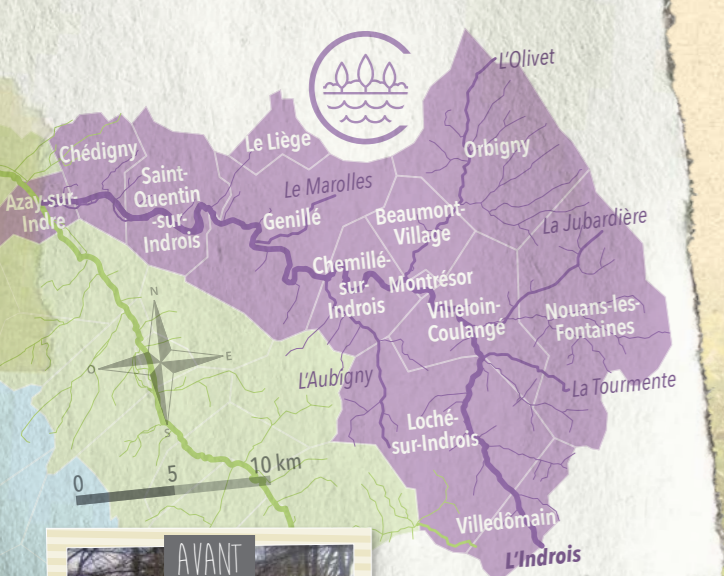 L'Olivet
Chédigny
Le Liège
Orbigny
Saint-
Quentin
-sur-
Indrois
Le Marolles
Azay-sur-
Indre
Genillé
Beaumont-
Village
La Jubardière
Chemillé-
sur-
Indrois
Montrésor
Villeloin-
Coulangé
Nouans-les-
Fontaines
N
E
O
S
L'Aubigny
La Tourmente
Loché-
sur-Indrois
0
5
10 km
Villedômain
L'Indrois
AVANT